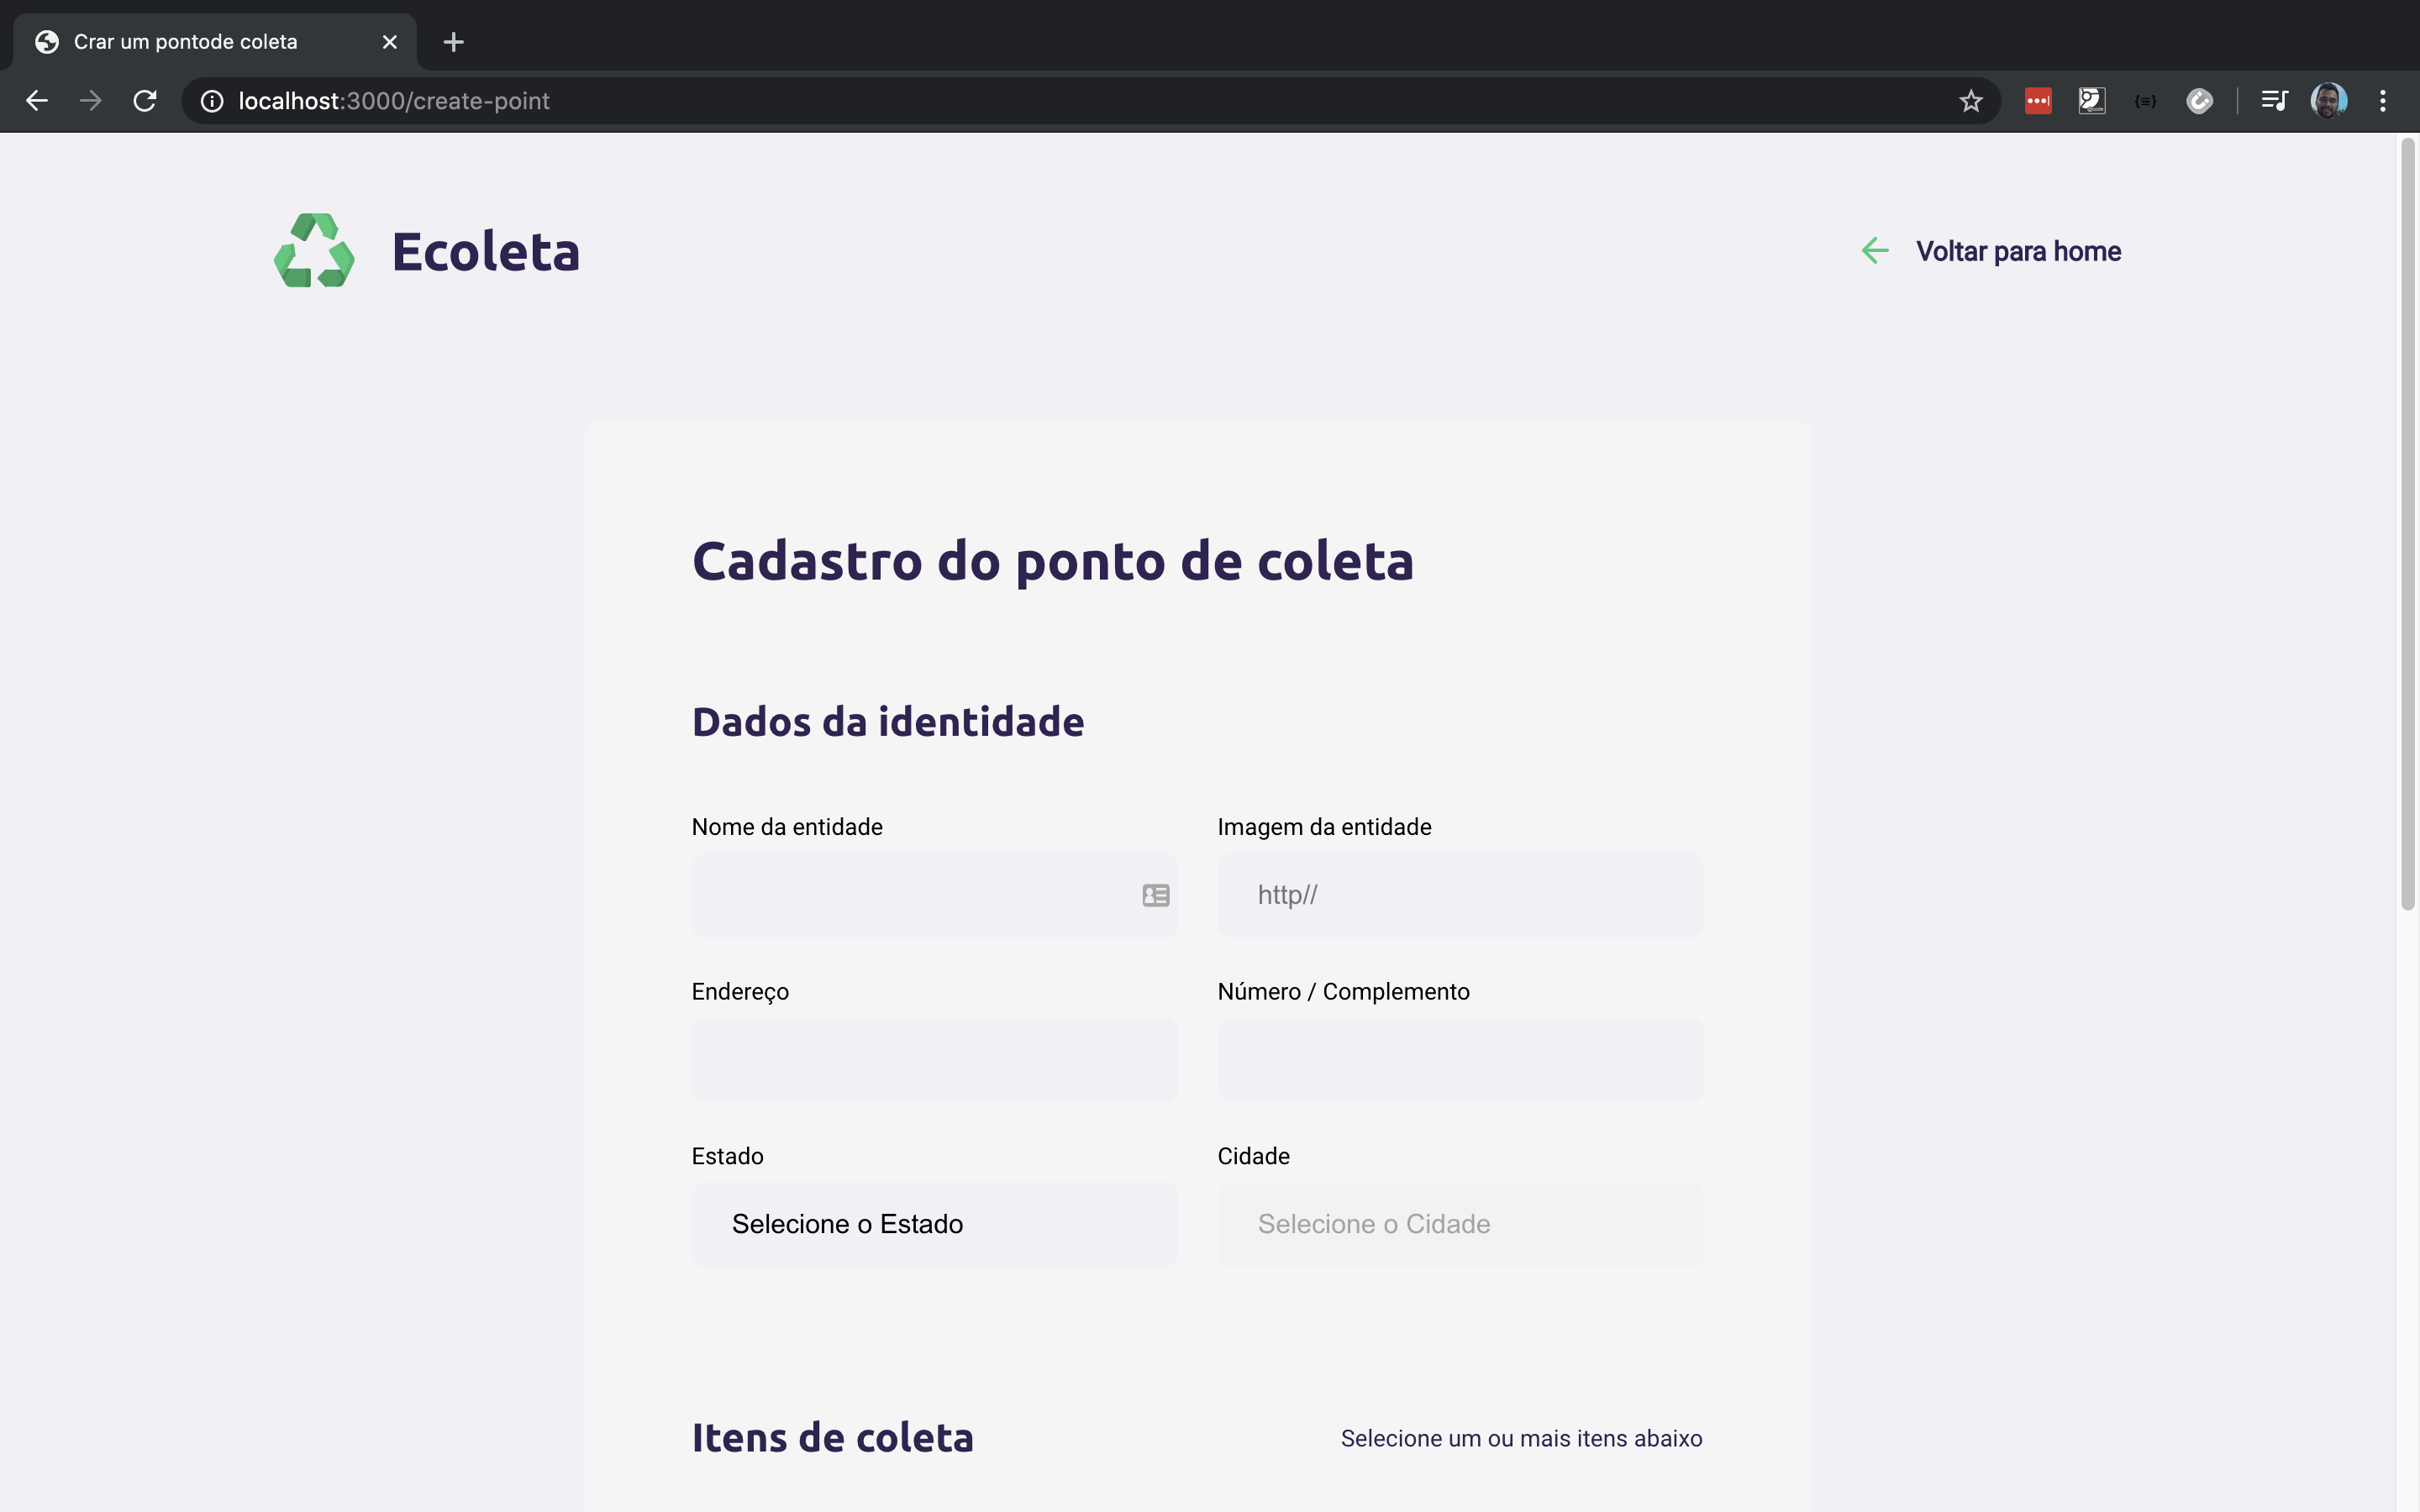 Crar um pontode coleta
localhost:3000/create-point
Ecoleta
Voltar para home
Cadastro do ponto de coleta
Dados da identidade
Nome da entidade
Imagem da entidade
http//
Endereço
Número / Complemento
Estado
Cidade
Selecione o Estado
Selecione o Cidade
Itens de coleta
Selecione um ou mais itens abaixo